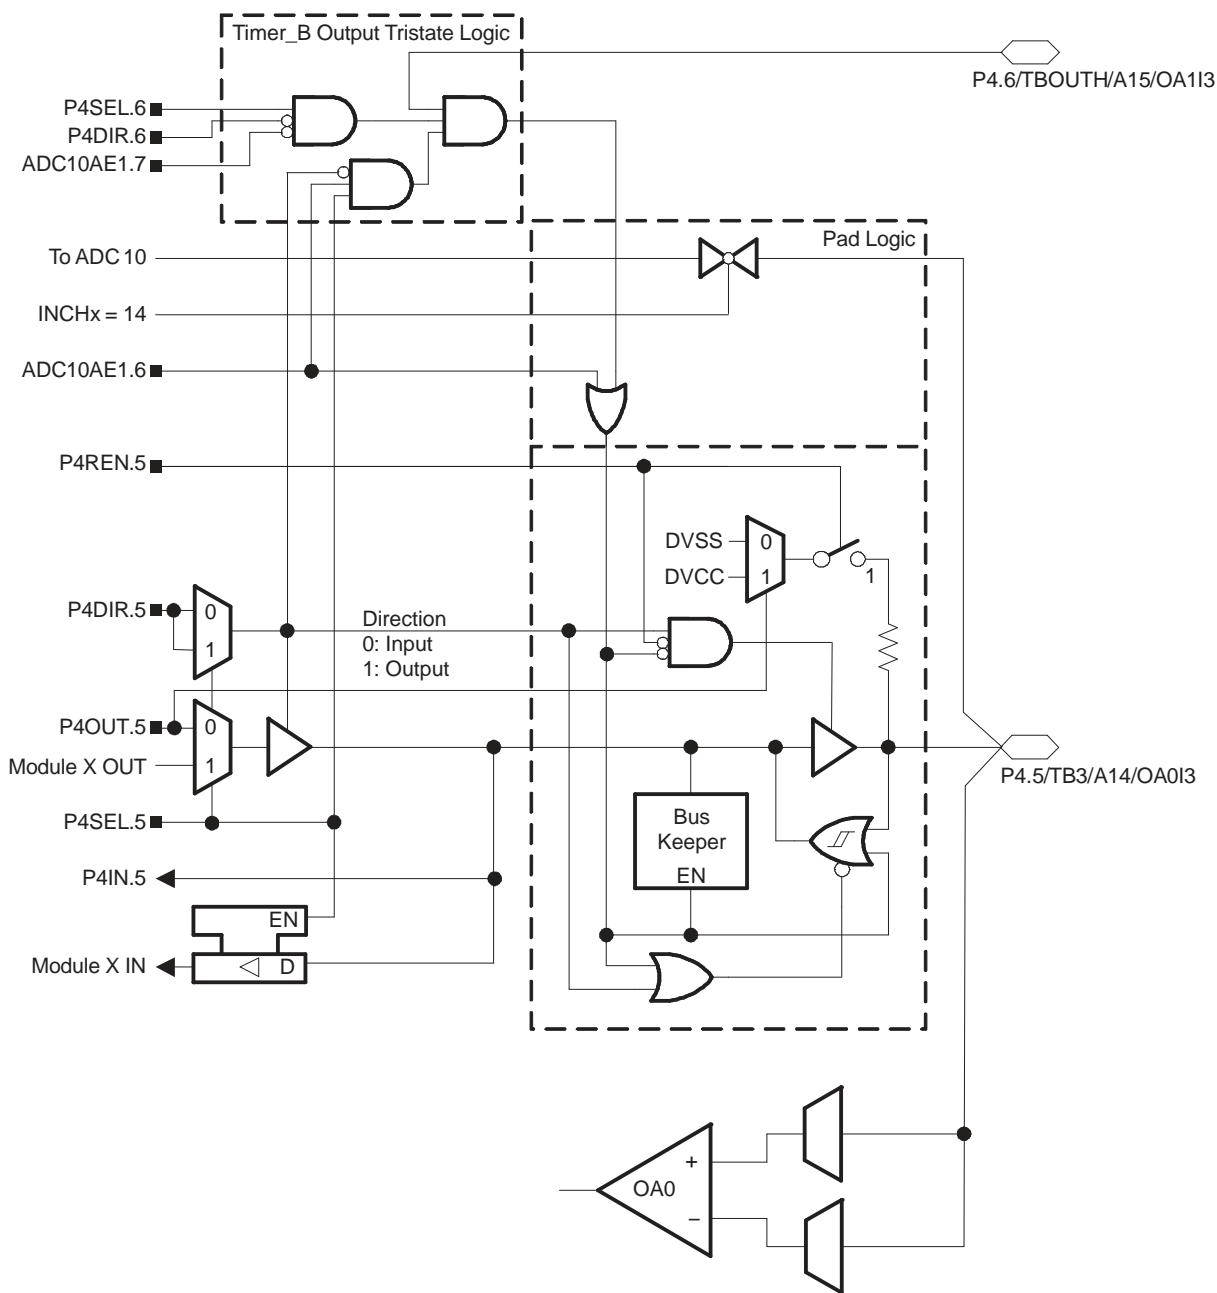 Timer_B Output Tristate Logic
P4.6/TBOUTH/A15/OA1I3
P4SEL.6
P4DIR.6
ADC10AE1.7
Pad Logic
To ADC 10
INCHx = 14
ADC10AE1.6
P4REN.5
DVSS
0
DVCC
1
1
P4DIR.5
0
1
Direction
0: Input
1: Output
P4OUT.5
0
Module X OUT
1
P4.5/TB3/A14/OA0I3
P4SEL.5
Bus
Keeper
EN
P4IN.5
EN
Module X IN
D
+
OA0
−